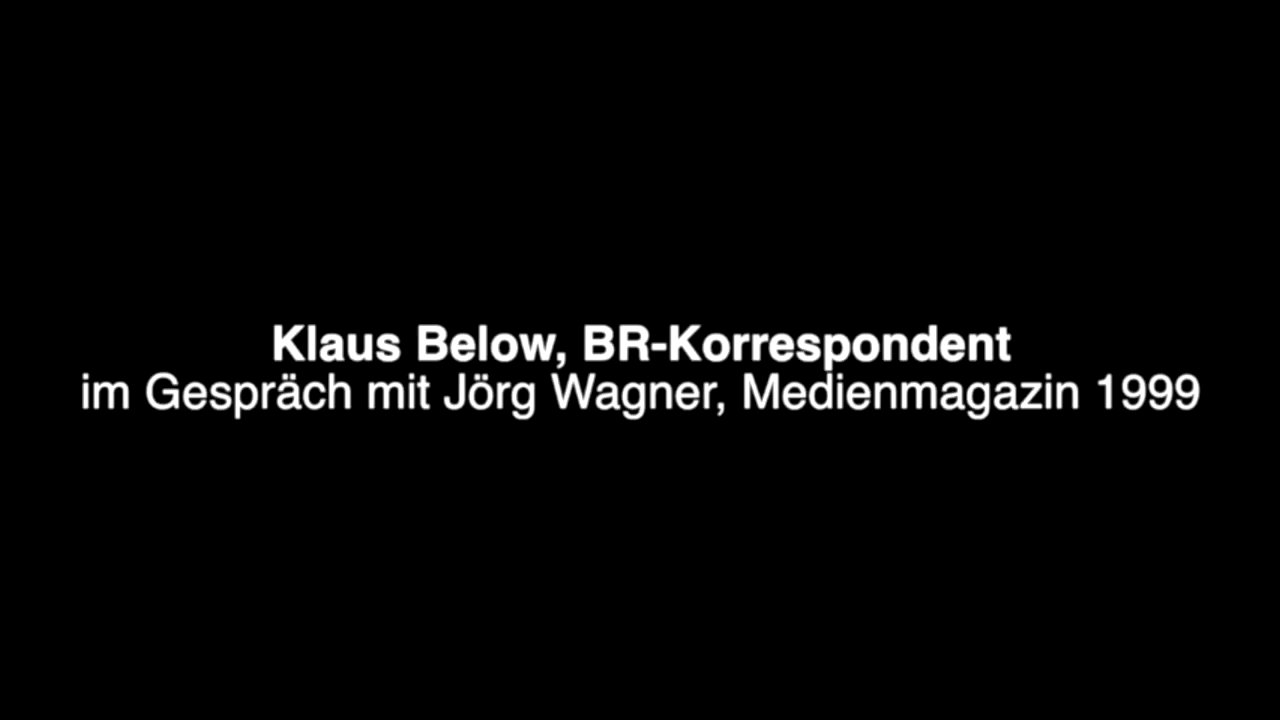 Klaus Below, BR-Korrespondent
im Gespräch mit Jörg Wagner, Medienmagazin 1999